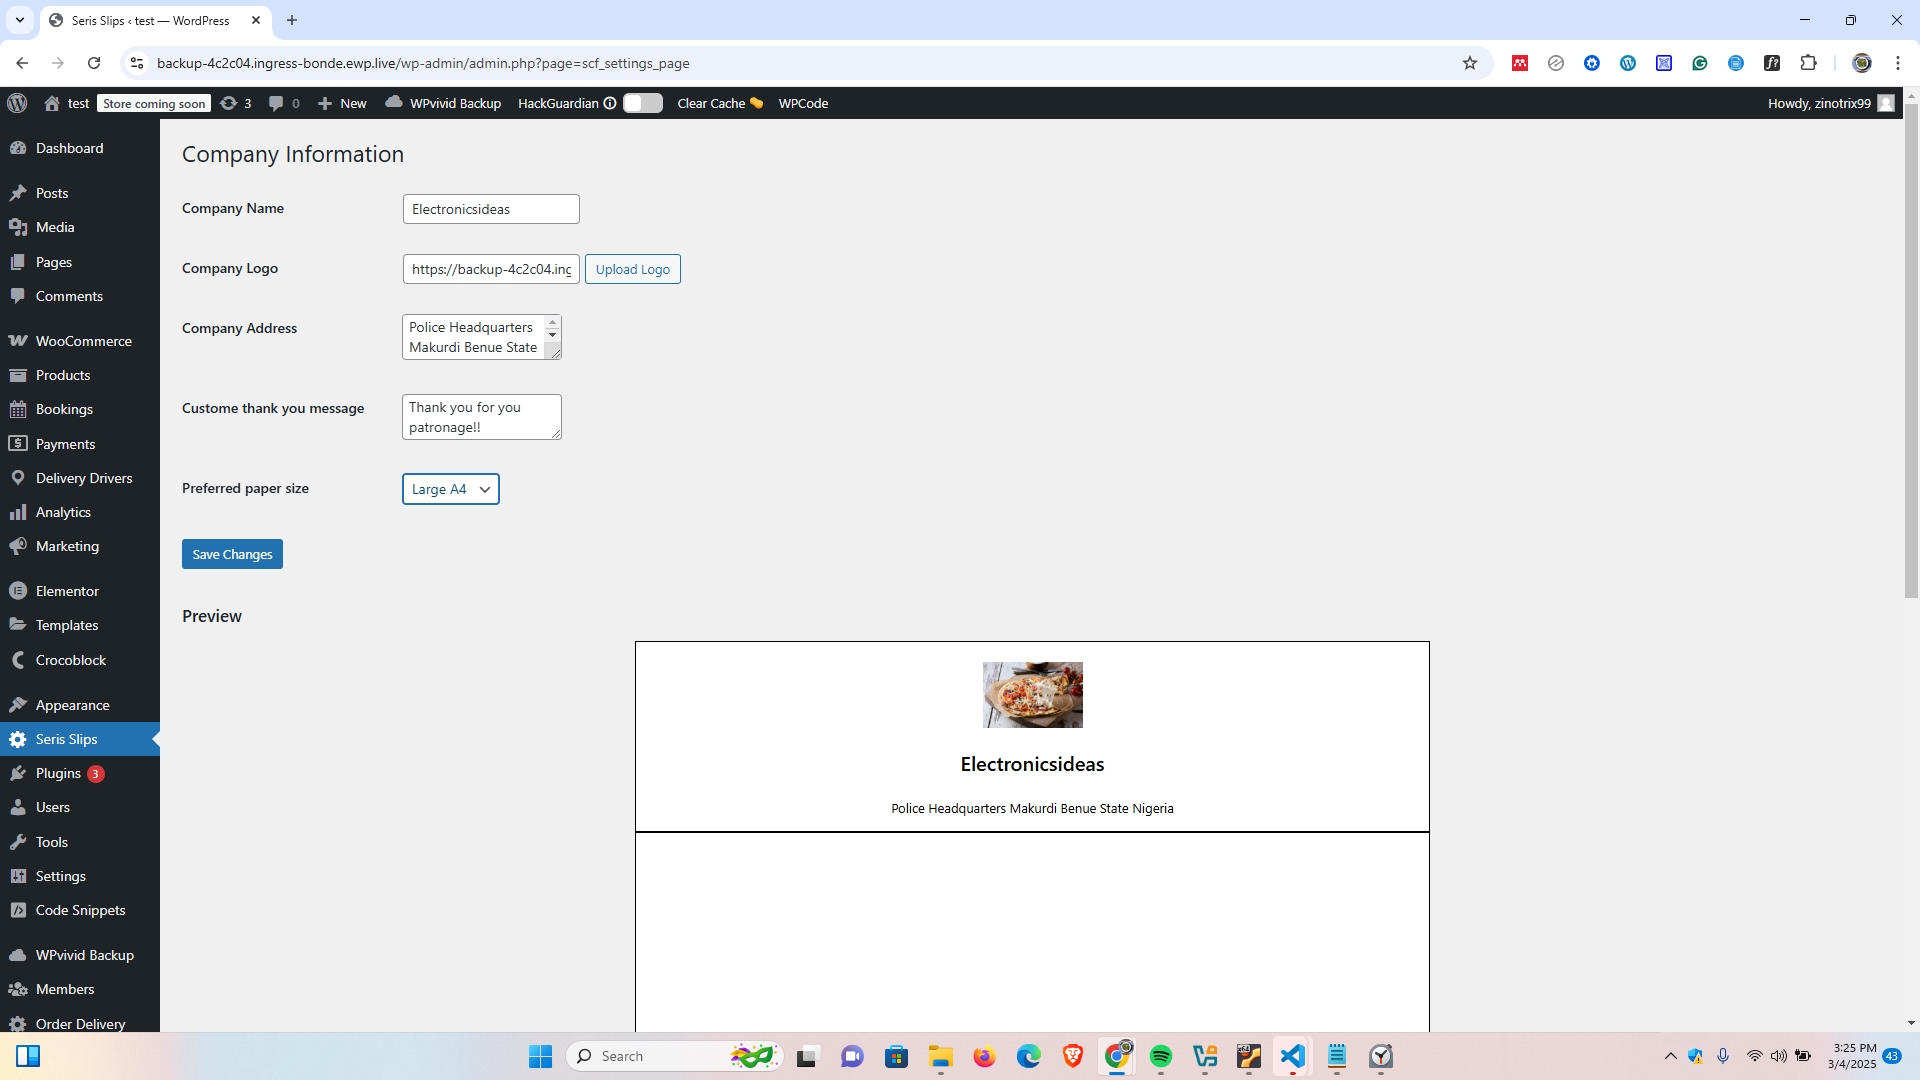 Seris Slips ‹ test — WordPress
backup-4c2c04.ingress-bonde.ewp.live/wp-admin/admin.php?page=scf_settings_page
test Store coming soon 3 0 New WPvivid Backup HackGuardian Clear Cache WPCode Howdy, zinotrix99
Dashboard
Posts
Media
Pages
Comments
WooCommerce
Products
Bookings
Payments
Delivery Drivers
Analytics
Marketing
Elementor
Templates
Crocoblock
Appearance
Seris Slips
Plugins 3
Users
Tools
Settings
Code Snippets
WPvivid Backup
Members
Order Delivery
Company Information
Company Name Electronicsideas
Company Logo https://backup-4c2c04.ing Upload Logo
Company Address Police Headquarters
Makurdi Benue State
Custome thank you message Thank you for you
patronage!!
Preferred paper size Large A4
Save Changes
Preview
Electronicsideas
Police Headquarters Makurdi Benue State Nigeria
Search
3:25 PM
3/4/2025
43